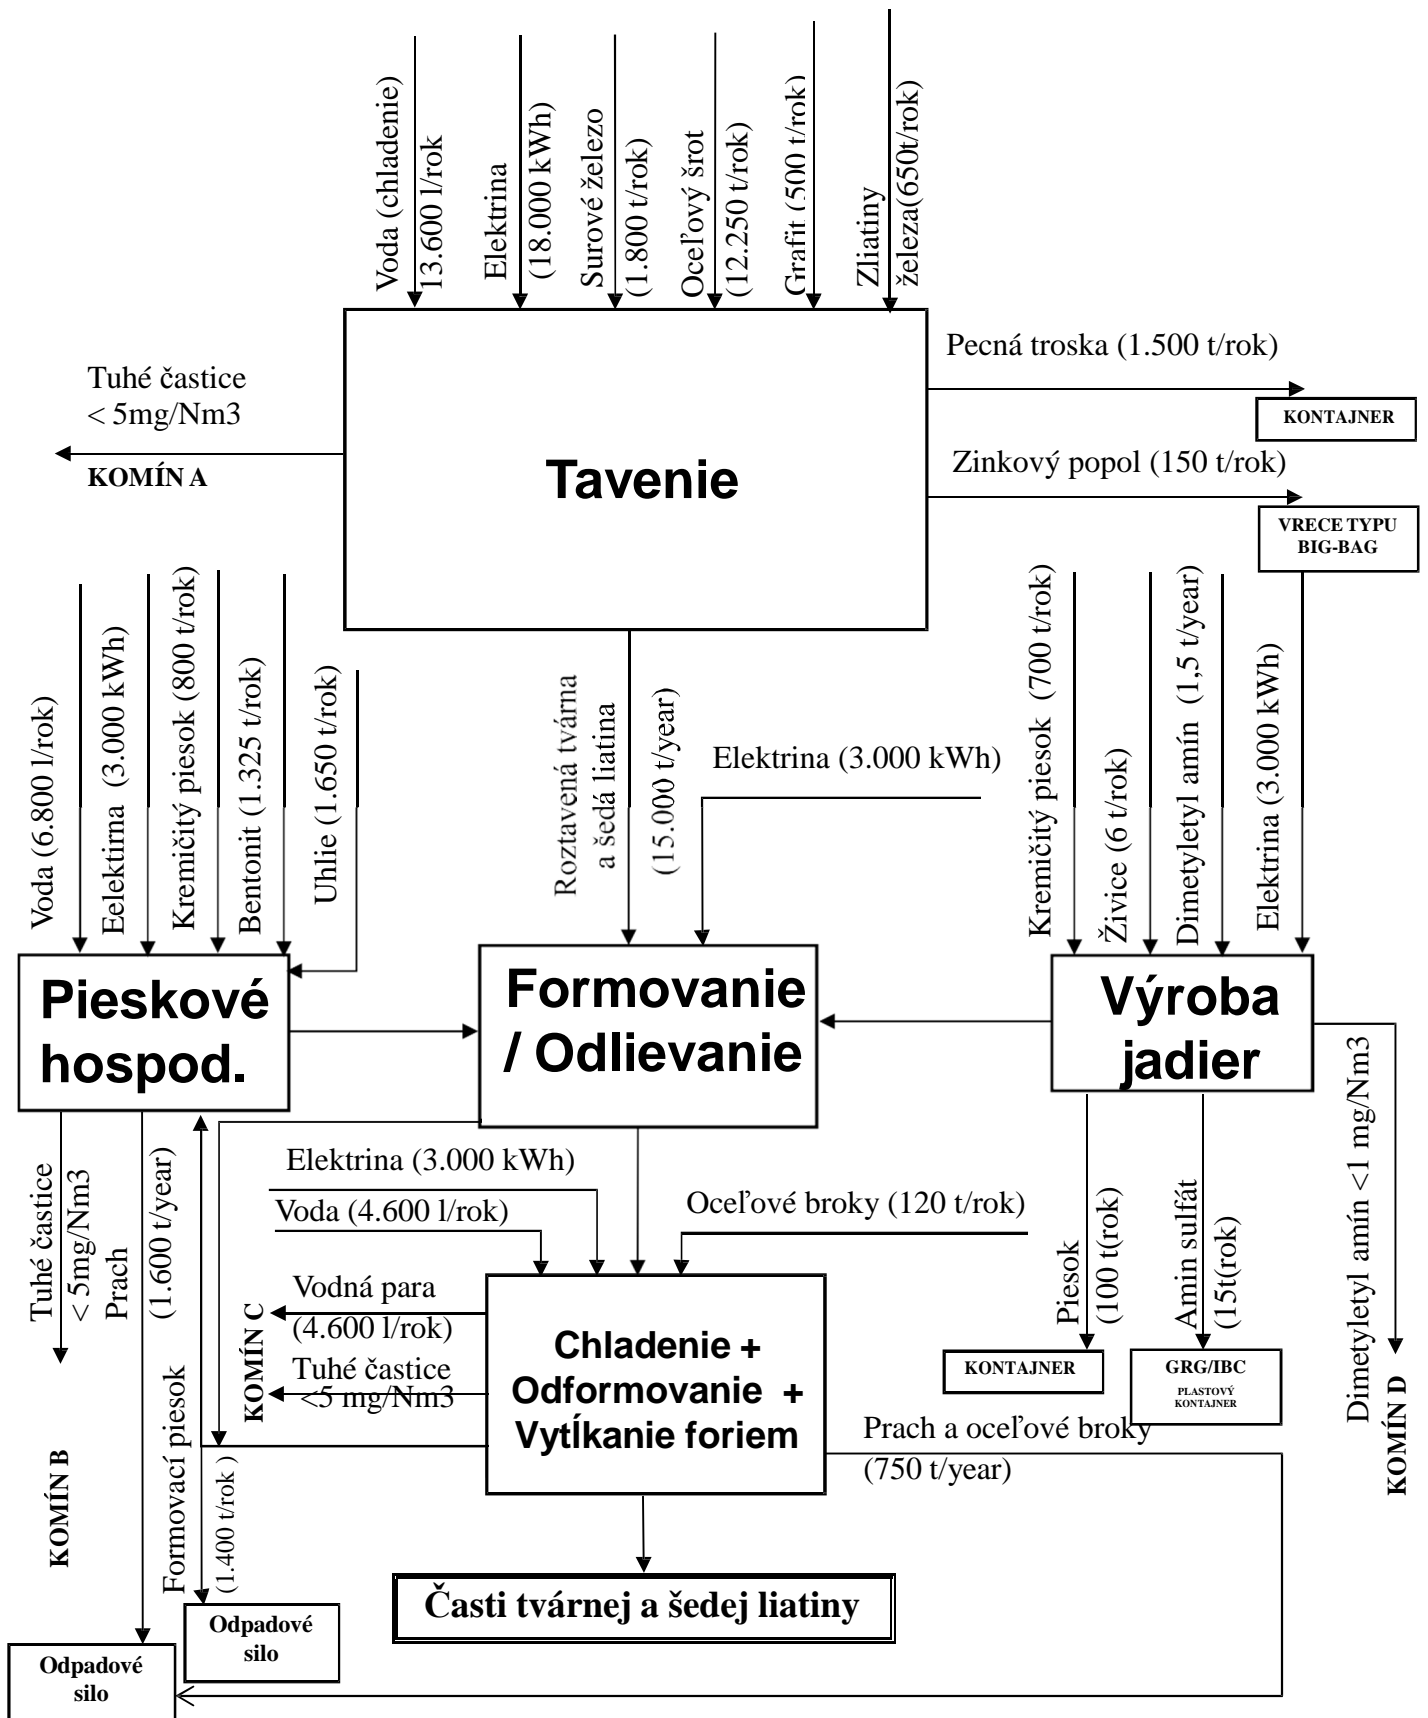 Voda (chladenie)
13.600 l/rok
Elektrina
(18.000 kWh)
Surové železo
(1.800 t/rok)
Oceľový šrot
(12.250 t/rok)
Grafit (500 t/rok)
Zliatiny
železa(650t/rok)
Tuhé častice
< 5mg/Nm3
KOMÍN A
Tavenie
Pecná troska (1.500 t/rok)
KONTAJNER
Zinkový popol (150 t/rok)
VRECE TYPU
BIG-BAG
Voda (6.800 l/rok)
Eelektirna (3.000 kWh)
Kremičitý piesok (800 t/rok)
Bentonit (1.325 t/rok)
Uhlie (1.650 t/rok)
Roztavená tvárna
a šedá liatina
(15.000 t/year)
Elektrina (3.000 kWh)
Kremičitý piesok (700 t/rok)
Živice (6 t/rok)
Dimetyletyl amín (1,5 t/year)
Elektrina (3.000 kWh)
Pieskové
hospod.
Formovanie
/ Odlievanie
Výroba
jadier
Tuhé častice
< 5mg/Nm3
Prach
(1.600 t/year)
KOMÍN B
Formovací piesok
(1.400 t/rok )
Elektrina (3.000 kWh)
Voda (4.600 l/rok)
Oceľové broky (120 t/rok)
Vodná para
(4.600 l/rok)
KOMÍN C
Tuhé častice
<5 mg/Nm3
Chladenie +
Odformovanie +
Vytĺkanie foriem
Piesok
(100 t(rok)
Amin sulfát
(15t(rok)
Dimetyletyl amín <1 mg/Nm3
KOMÍN D
KONTAJNER
GRG/IBC
PLASTOVÝ
KONTAJNER
Prach a oceľové broky
(750 t/year)
Časti tvárnej a šedej liatiny
Odpadové
silo
Odpadové
silo